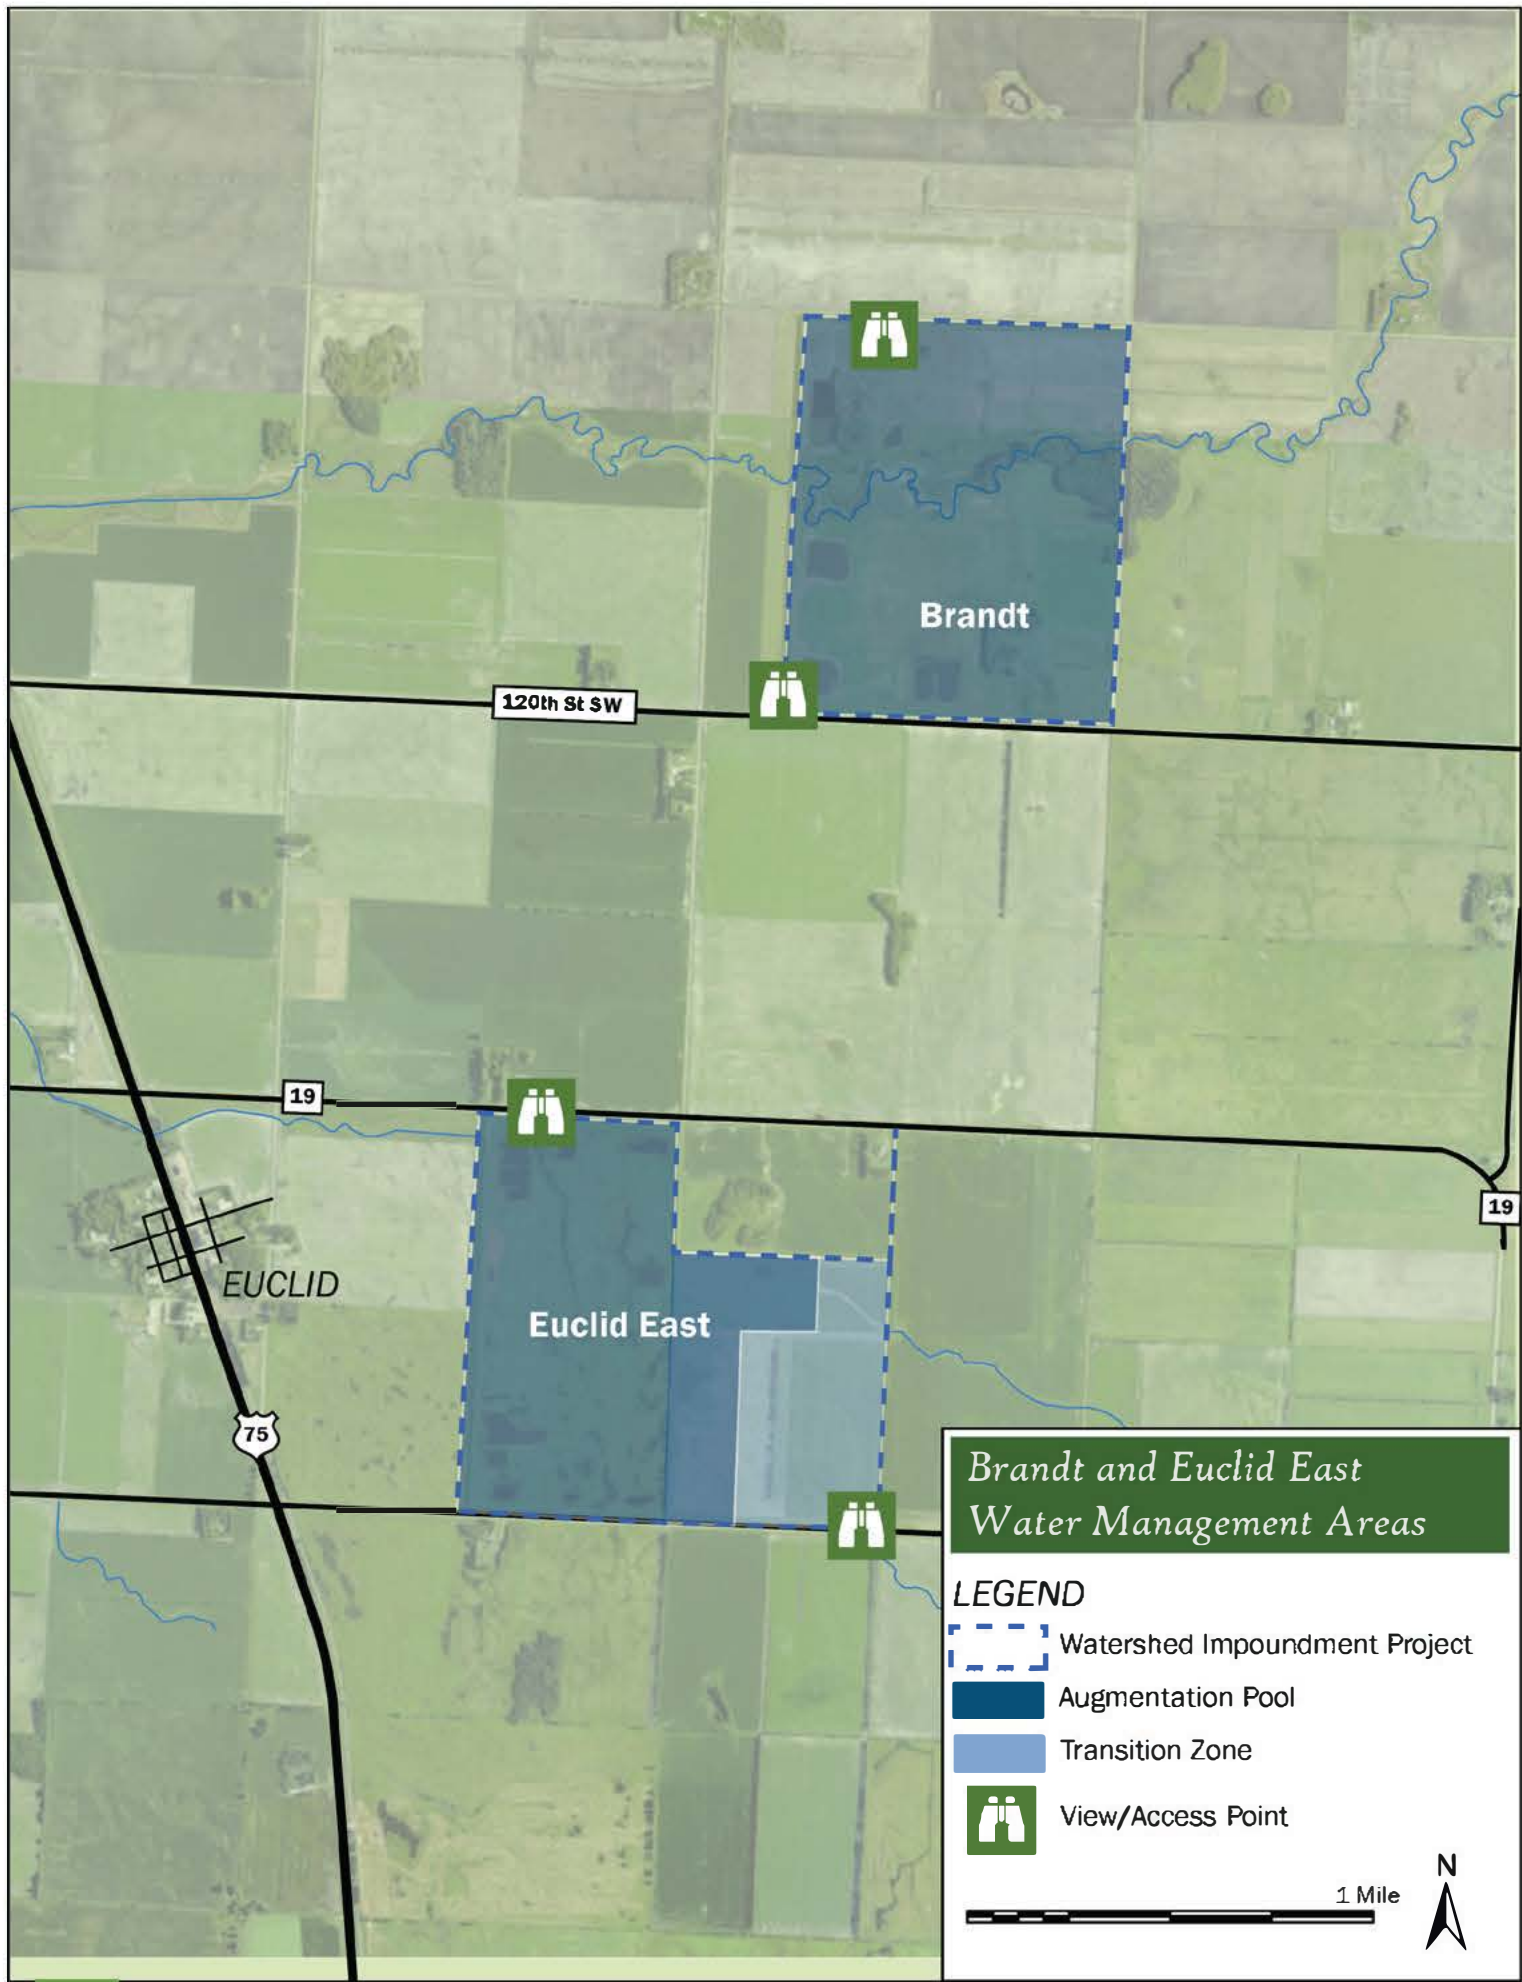 Brandt
120th St SW
19
19
EUCLID
Euclid East
75
Brandt and Euclid East
Water Management Areas
LEGEND
Watershed Impoundment Project
Augmentation Pool
Transition Zone
View/Access Point
N
1 Mile